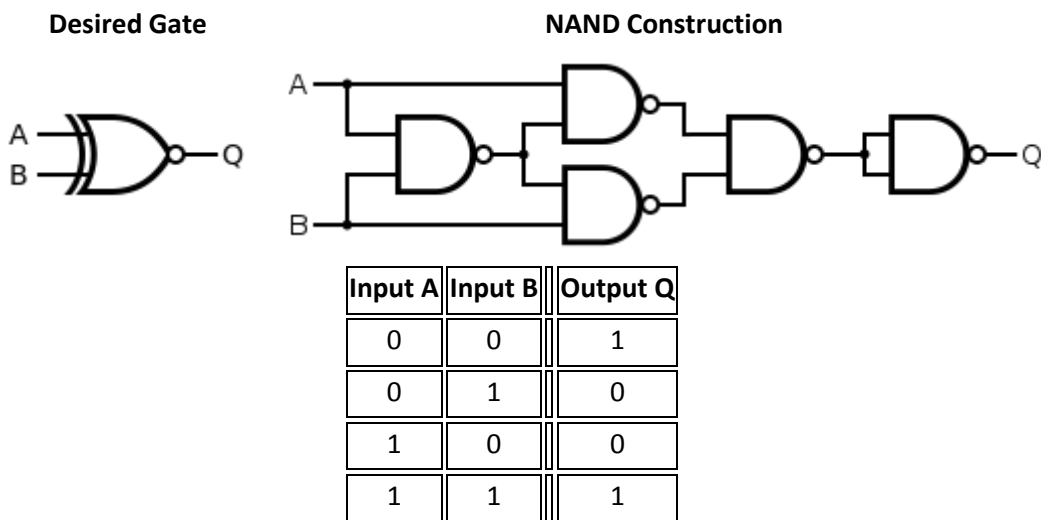 Desired Gate NAND Construction
A
B
Q
A
B
Q
Input A Input B Output Q
0 0 1
0 1 0
1 0 0
1 1 1